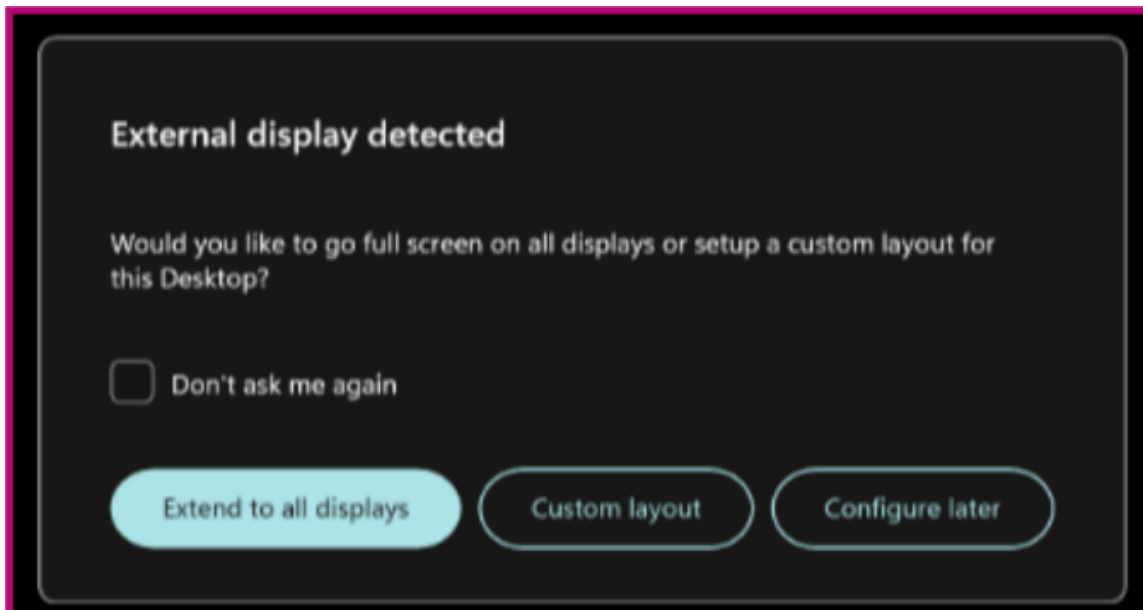 External display detected
Would you like to go full screen on all displays or setup a custom layout for
this Desktop?
Don't ask me again
Extend to all displays
Custom layout
Configure later